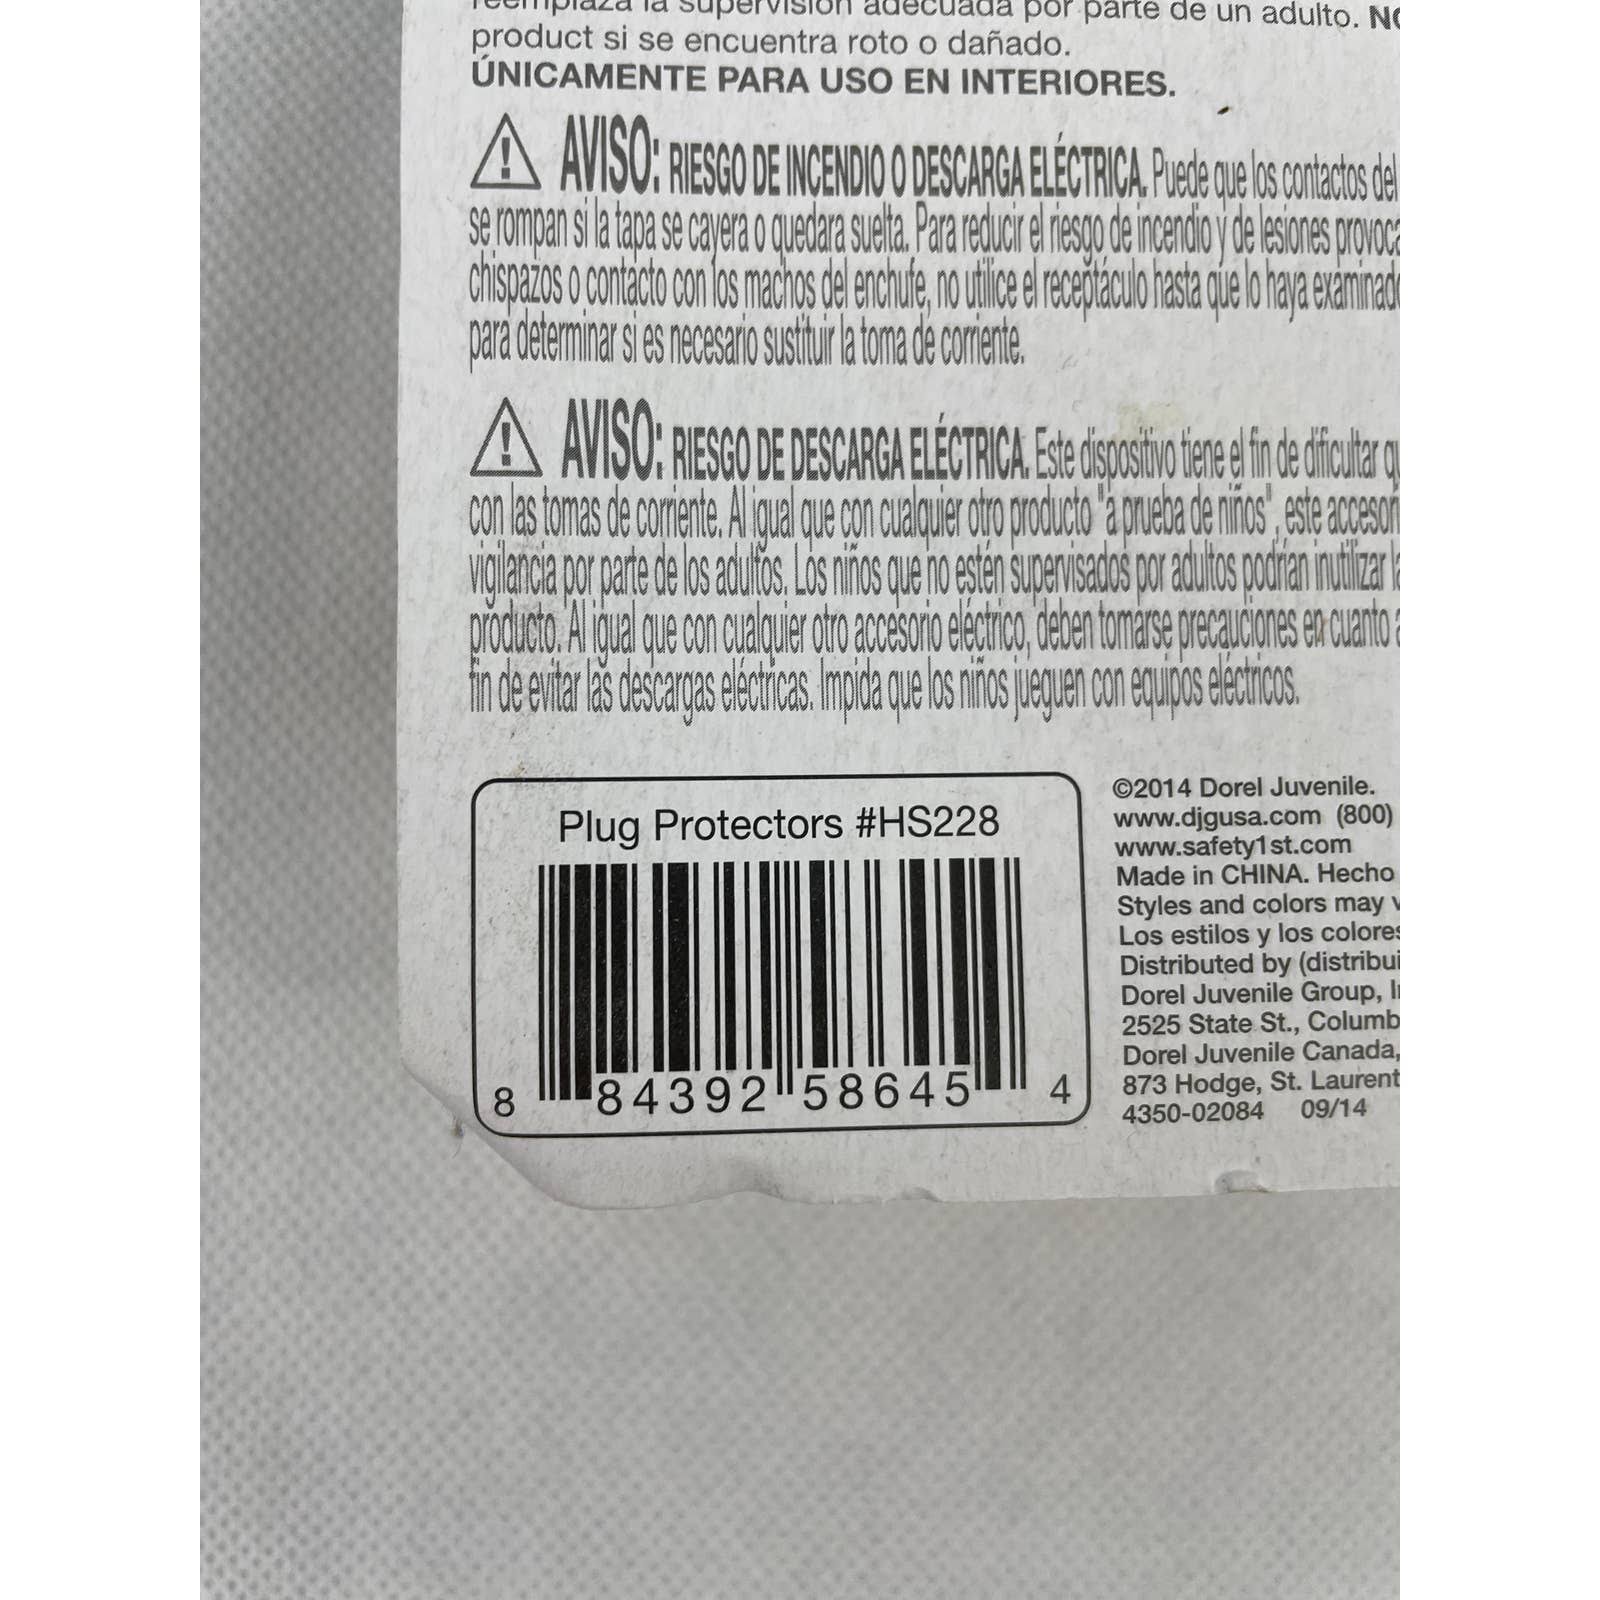 reemplaza la supervisión adecuada por parte de un adulto.
product si se encuentra roto o dañado.
ÚNICAMENTE PARA USO EN INTERIORES.
AVISO: RIESGO DE INCENDIO O DESCARGA ELÉCTRICA. Puede que los contactos del
se rompan si la tapa se cayera o quedara suelta. Para reducir el riesgo de incendio y de lesiones
chispazos o contacto con los machos del enchufe, no utilice el receptáculo hasta que lo haya
para determinar si es necesario sustituir la toma de corriente.
AVISO: RIESGO DE DESCARGA ELÉCTRICA. Este dispositivo tiene el fin de dificultar
con las tomas de corriente. Al igual que con cualquier otro producto "a prueba de niños", este
vigilancia por parte de los adultos. Los niños que no estén supervisados por adultos podrían inutilizar
producto. Al igual que con cualquier otro accesorio eléctrico, deben tomarse precauciones en cuanto
fin de evitar las descargas eléctricas. Impida que los niños jueguen con equipos eléctricos.
Plug Protectors #HS228
8 84392 58645 4
©2014 Dorel Juvenile.
www.djgusa.com (800)
www.safety1st.com
Made in CHINA. Hecho
Styles and colors may
Los estilos y los colores
Distributed by
Dorel Juvenile Group,
2525 State St.,
Dorel Juvenile Canada,
873 Hodge, St. Laurent
4350-02084 09/14